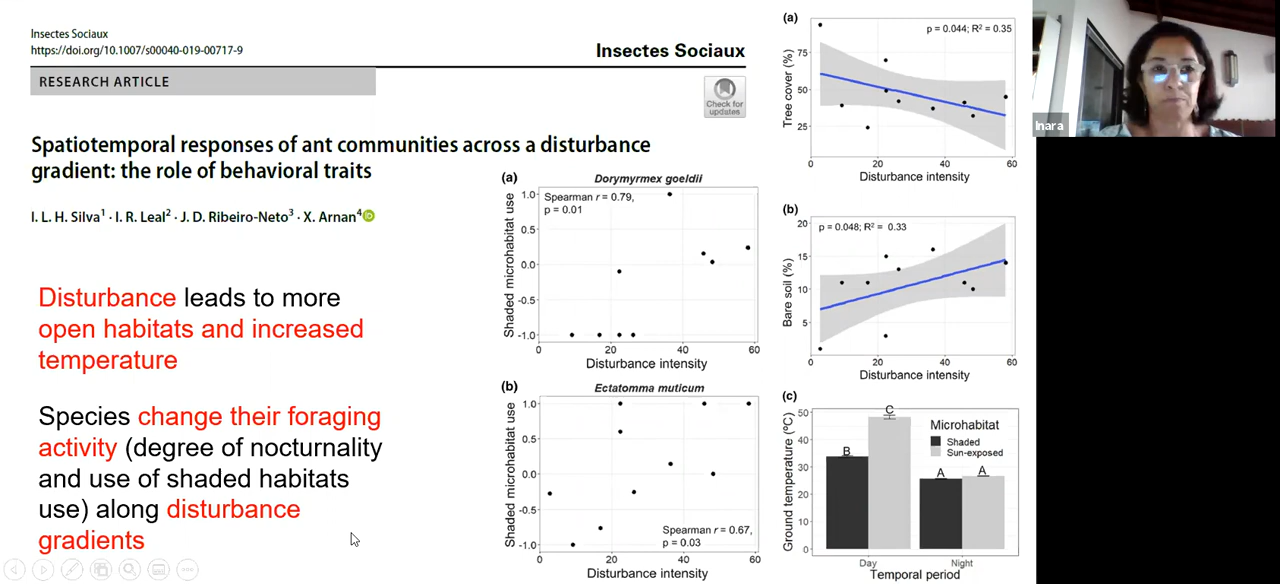 Insectes Sociaux
https://doi.org/10.1007/s00040-019-00717-9
Insectes Sociaux
RESEARCH ARTICLE
Check for
updates
Spatiotemporal responses of ant communities across a disturbance
gradient: the role of behavioral traits
I. L. H. Silva1 · I. R. Leal2 · J. D. Ribeiro-Neto3 · X. Arnan4
Disturbance leads to more
open habitats and increased
temperature
Species change their foraging
activity (degree of nocturnality
and use of shaded habitats
use) along disturbance
gradients
(a)
Dorymyrmex goeldii
Spearman r = 0.79,
p = 0.01
Shaded microhabitat use
1.0
0.5
0.0
-0.5
-1.0
0 20 40 60
Disturbance intensity
(b)
Ectatomma muticum
Shaded microhabitat use
1.0
0.5
0.0
-0.5
-1.0
Spearman r = 0.67,
p = 0.03
0 20 40 60
Disturbance intensity
(a)
p = 0.044; R2 = 0.35
Tree cover (%)
75
50
25
0 20 40 60
Disturbance intensity
(b)
p = 0.048; R2 = 0.33
Bare soil (%)
20
15
10
5
0 20 40 60
Disturbance intensity
(c)
Ground temperature (ºC)
50
40
30
20
10
0
B
C
A
A
Microhabitat
Shaded
Sun-exposed
Day Night
Temporal period
Inara